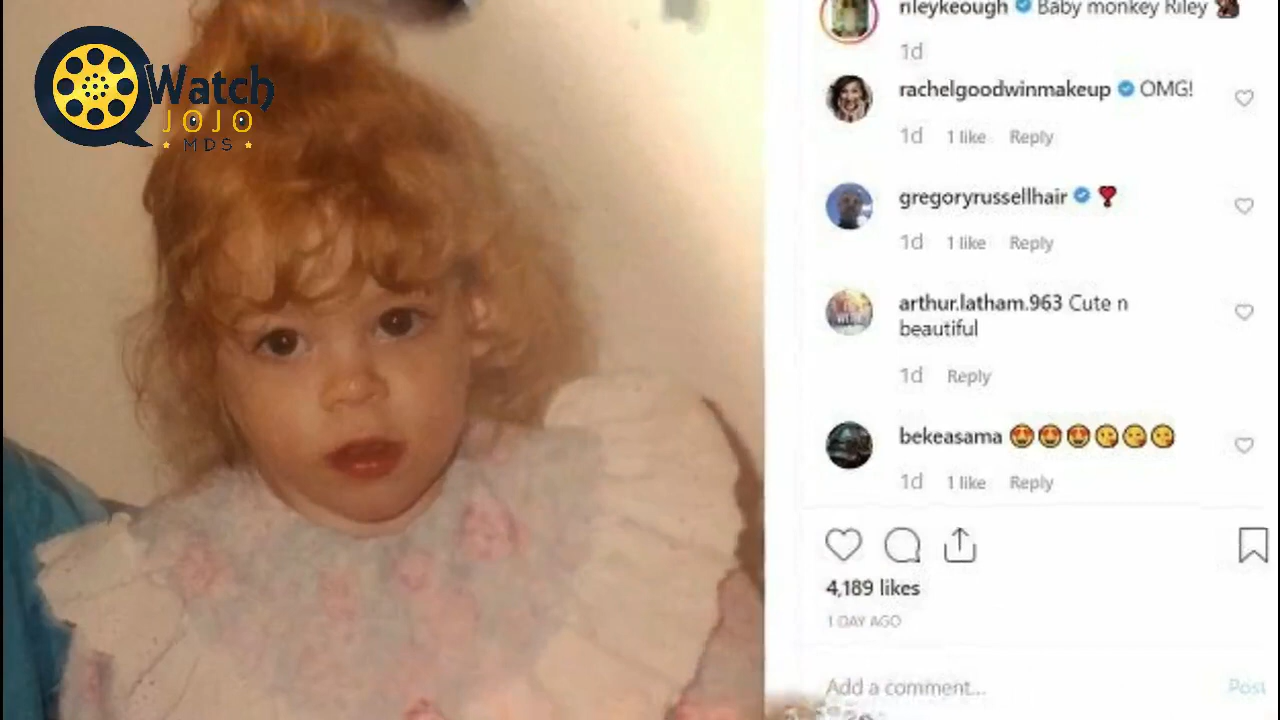 Watch
JOJO
MDS
rileykeough Baby monkey Riley
1d
rachelgoodwinmakeup OMG!
1d 1 like Reply
gregoryrussellhair
1d 1 like Reply
arthur.latham.963 Cute n
beautiful
1d Reply
bekeasama 😍😍😍😘😘😘
1d 1 like Reply
4,189 likes
1 DAY AGO
Add a comment... Post